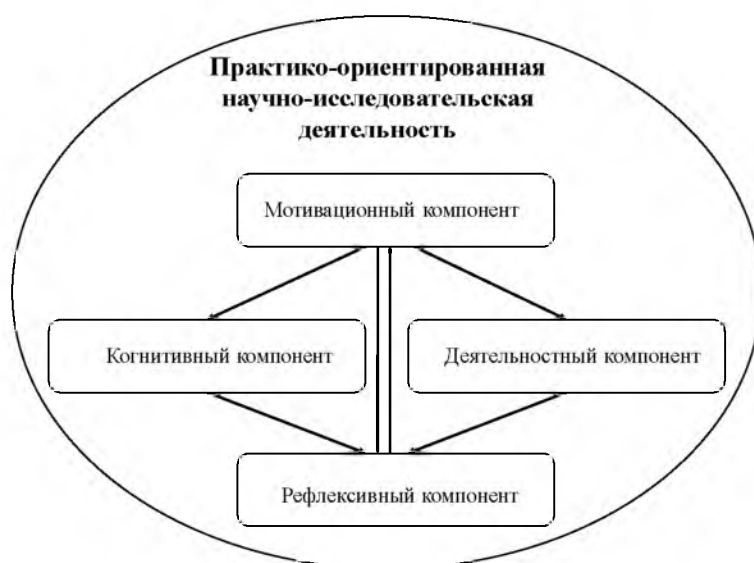 Практико-ориентированная
научно-исследовательская
деятельность
Мотивационный компонент
Когнитивный компонент
Деятельностный компонент
Рефлексивный компонент